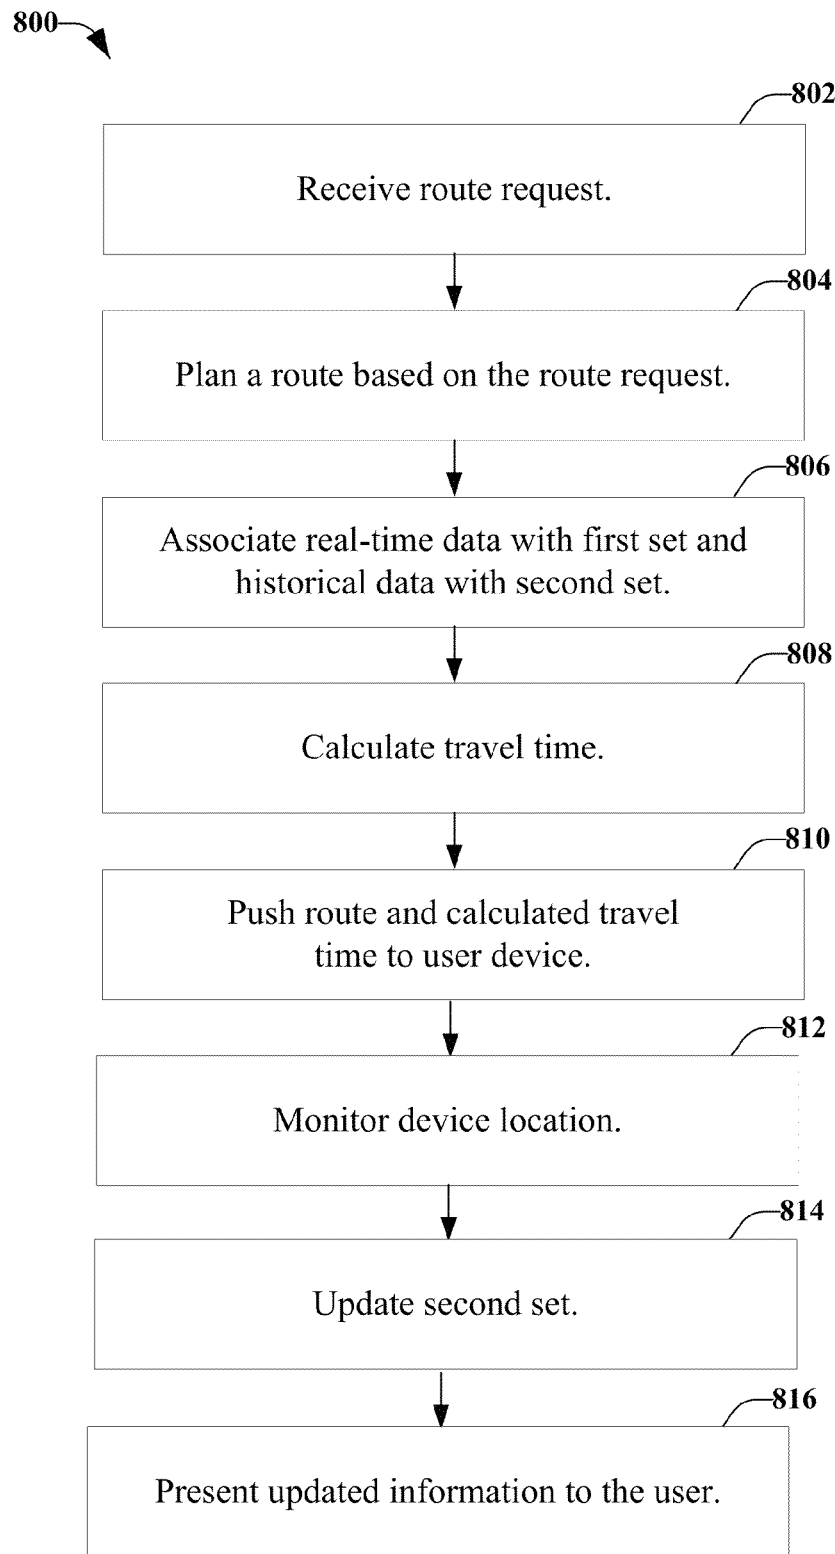 800
802
Receive route request.
804
Plan a route based on the route request.
806
Associate real-time data with first set and
historical data with second set.
808
Calculate travel time.
810
Push route and calculated travel
time to user device.
812
Monitor device location.
814
Update second set.
816
Present updated information to the user.